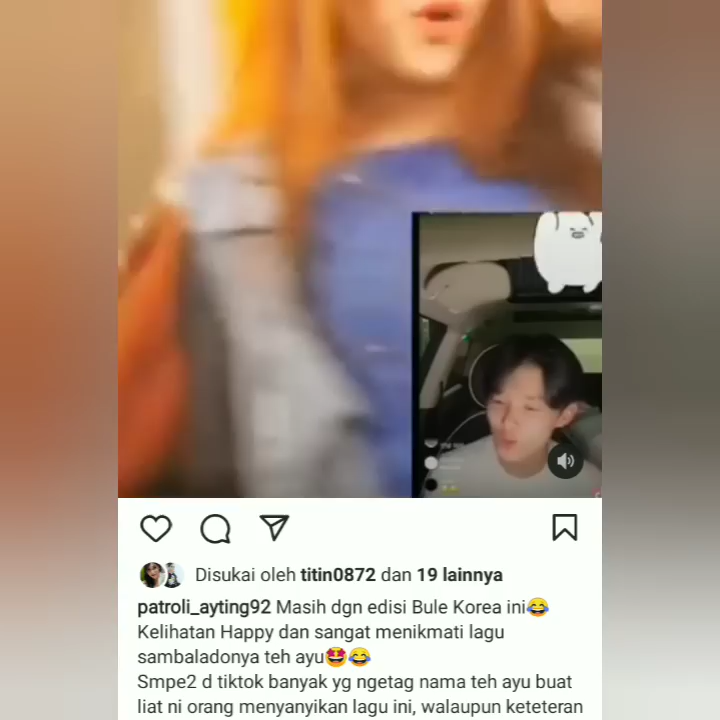 Disukai oleh titin0872 dan 19 lainnya
patroli_ayting92 Masih dgn edisi Bule Korea ini😂
Kelihatan Happy dan sangat menikmati lagu
sambaladonya teh ayu🤩😂
Smpe2 d tiktok banyak yg ngetag nama teh ayu buat
liat ni orang menyanyikan lagu ini, walaupun keteteran